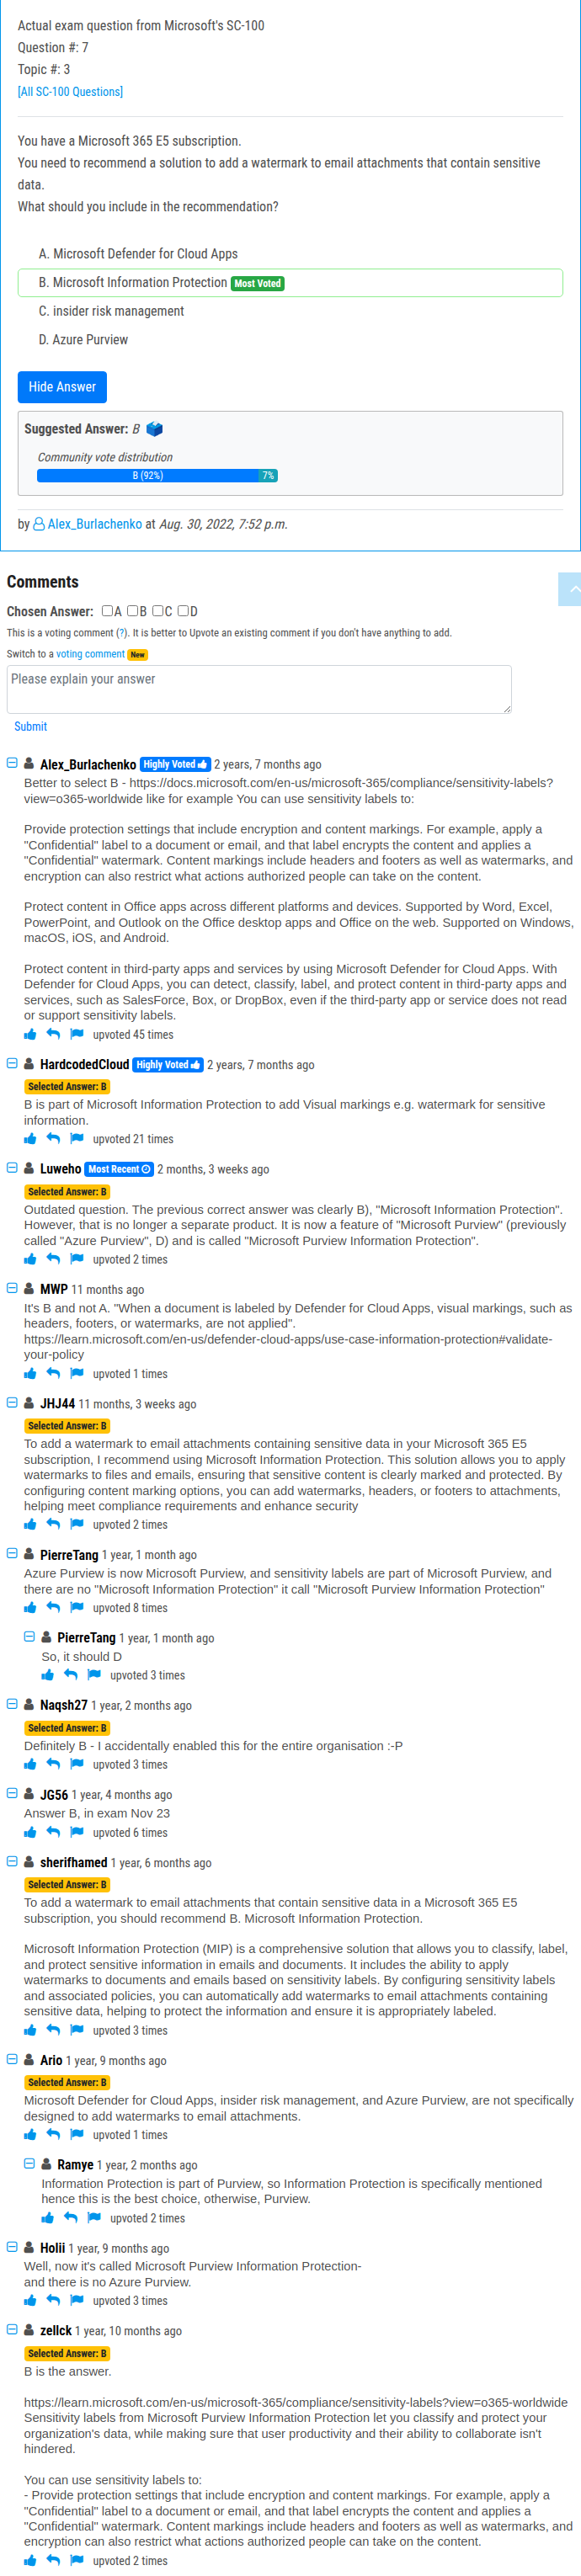 Actual exam question from Microsoft's SC-100
Question #: 7
Topic #: 3
[All SC-100 Questions]
You have a Microsoft 365 E5 subscription.
You need to recommend a solution to add a watermark to email attachments that contain sensitive
data.
What should you include in the recommendation?
A. Microsoft Defender for Cloud Apps
B. Microsoft Information Protection Most Voted
C. insider risk management
D. Azure Purview
Hide Answer
Suggested Answer: B
Community vote distribution
B (92%) 7%
by Alex_Burlachenko at Aug. 30, 2022, 7:52 p.m.
Comments
Chosen Answer: A B C D
This is a voting comment (?). It is better to Upvote an existing comment if you don't have anything to add.
Switch to a voting comment New
Please explain your answer
Submit
Alex_Burlachenko Highly Voted 2 years, 7 months ago
Better to select B - https://docs.microsoft.com/en-us/microsoft-365/compliance/sensitivity-labels?
view=o365-worldwide like for example You can use sensitivity labels to:
Provide protection settings that include encryption and content markings. For example, apply a
"Confidential" label to a document or email, and that label encrypts the content and applies a
"Confidential" watermark. Content markings include headers and footers as well as watermarks, and
encryption can also restrict what actions authorized people can take on the content.
Protect content in Office apps across different platforms and devices. Supported by Word, Excel,
PowerPoint, and Outlook on the Office desktop apps and Office on the web. Supported on Windows,
macOS, iOS, and Android.
Protect content in third-party apps and services by using Microsoft Defender for Cloud Apps. With
Defender for Cloud Apps, you can detect, classify, label, and protect content in third-party apps and
services, such as SalesForce, Box, or DropBox, even if the third-party app or service does not read
or support sensitivity labels.
upvoted 45 times
HardcodedCloud Highly Voted 2 years, 7 months ago
Selected Answer: B
B is part of Microsoft Information Protection to add Visual markings e.g. watermark for sensitive
information.
upvoted 21 times
Luweho Most Recent 2 months, 3 weeks ago
Selected Answer: B
Outdated question. The previous correct answer was clearly B), "Microsoft Information Protection".
However, that is no longer a separate product. It is now a feature of "Microsoft Purview" (previously
called "Azure Purview", D) and is called "Microsoft Purview Information Protection".
upvoted 2 times
MWP 11 months ago
It's B and not A. "When a document is labeled by Defender for Cloud Apps, visual markings, such as
headers, footers, or watermarks, are not applied".
https://learn.microsoft.com/en-us/defender-cloud-apps/use-case-information-protection#validate-
your-policy
upvoted 1 times
JHJ44 11 months, 3 weeks ago
Selected Answer: B
To add a watermark to email attachments containing sensitive data in your Microsoft 365 E5
subscription, I recommend using Microsoft Information Protection. This solution allows you to apply
watermarks to files and emails, ensuring that sensitive content is clearly marked and protected. By
configuring content marking options, you can add watermarks, headers, or footers to attachments,
helping meet compliance requirements and enhance security
upvoted 2 times
PierreTang 1 year, 1 month ago
Azure Purview is now Microsoft Purview, and sensitivity labels are part of Microsoft Purview, and
there are no "Microsoft Information Protection" it call "Microsoft Purview Information Protection"
upvoted 8 times
PierreTang 1 year, 1 month ago
So, it should D
upvoted 3 times
Naqsh27 1 year, 2 months ago
Selected Answer: B
Definitely B - I accidentally enabled this for the entire organisation :-P
upvoted 3 times
JG56 1 year, 4 months ago
Answer B, in exam Nov 23
upvoted 6 times
sherifhamed 1 year, 6 months ago
Selected Answer: B
To add a watermark to email attachments that contain sensitive data in a Microsoft 365 E5
subscription, you should recommend B. Microsoft Information Protection.
Microsoft Information Protection (MIP) is a comprehensive solution that allows you to classify, label,
and protect sensitive information in emails and documents. It includes the ability to apply
watermarks to documents and emails based on sensitivity labels. By configuring sensitivity labels
and associated policies, you can automatically add watermarks to email attachments containing
sensitive data, helping to protect the information and ensure it is appropriately labeled.
upvoted 3 times
Ario 1 year, 9 months ago
Selected Answer: B
Microsoft Defender for Cloud Apps, insider risk management, and Azure Purview, are not specifically
designed to add watermarks to email attachments.
upvoted 1 times
Ramye 1 year, 2 months ago
Information Protection is part of Purview, so Information Protection is specifically mentioned
hence this is the best choice, otherwise, Purview.
upvoted 2 times
Holii 1 year, 9 months ago
Well, now it's called Microsoft Purview Information Protection-
and there is no Azure Purview.
upvoted 3 times
zellck 1 year, 10 months ago
Selected Answer: B
B is the answer.
https://learn.microsoft.com/en-us/microsoft-365/compliance/sensitivity-labels?view=o365-worldwide
Sensitivity labels from Microsoft Purview Information Protection let you classify and protect your
organization's data, while making sure that user productivity and their ability to collaborate isn't
hindered.
You can use sensitivity labels to:
- Provide protection settings that include encryption and content markings. For example, apply a
"Confidential" label to a document or email, and that label encrypts the content and applies a
"Confidential" watermark. Content markings include headers and footers as well as watermarks, and
encryption can also restrict what actions authorized people can take on the content.
upvoted 2 times